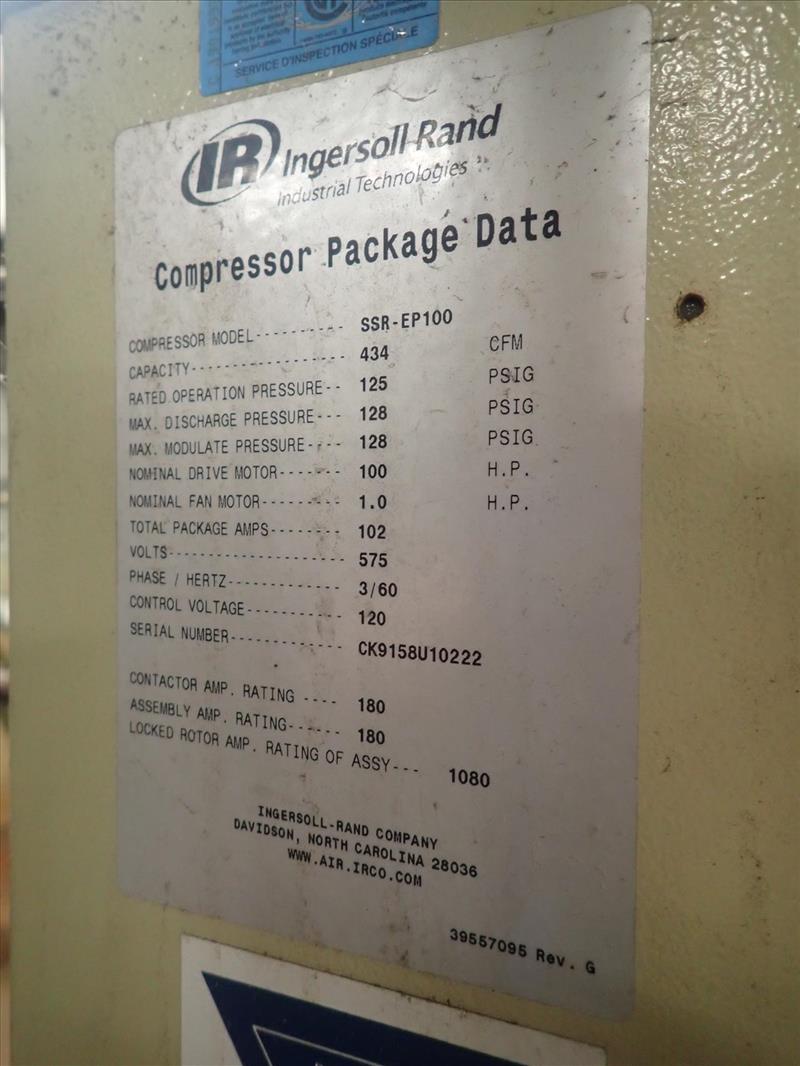 SERVICE D'INSPECTION SPÉCIALE
IR Ingersoll-Rand
Industrial Technologies
Compressor Package Data
COMPRESSOR MODEL---------- SSR-EP100
CAPACITY----------------- 434 CFM
RATED OPERATION PRESSURE-- 125 PSIG
MAX. DISCHARGE PRESSURE--- 128 PSIG
MAX. MODULATE PRESSURE---- 128 PSIG
NOMINAL DRIVE MOTOR------- 100 H.P.
NOMINAL FAN MOTOR--------- 1.0 H.P.
TOTAL PACKAGE AMPS-------- 102
VOLTS-------------------- 575
PHASE / HERTZ------------- 3/60
CONTROL VOLTAGE----------- 120
SERIAL NUMBER------------- CK9158U10222
CONTACTOR AMP. RATING ---- 180
ASSEMBLY AMP. RATING------ 180
LOCKED ROTOR AMP. RATING OF ASSY--- 1080
INGERSOLL-RAND COMPANY
DAVIDSON, NORTH CAROLINA 28036
WWW.AIR.IRCO.COM
39557095 Rev. G